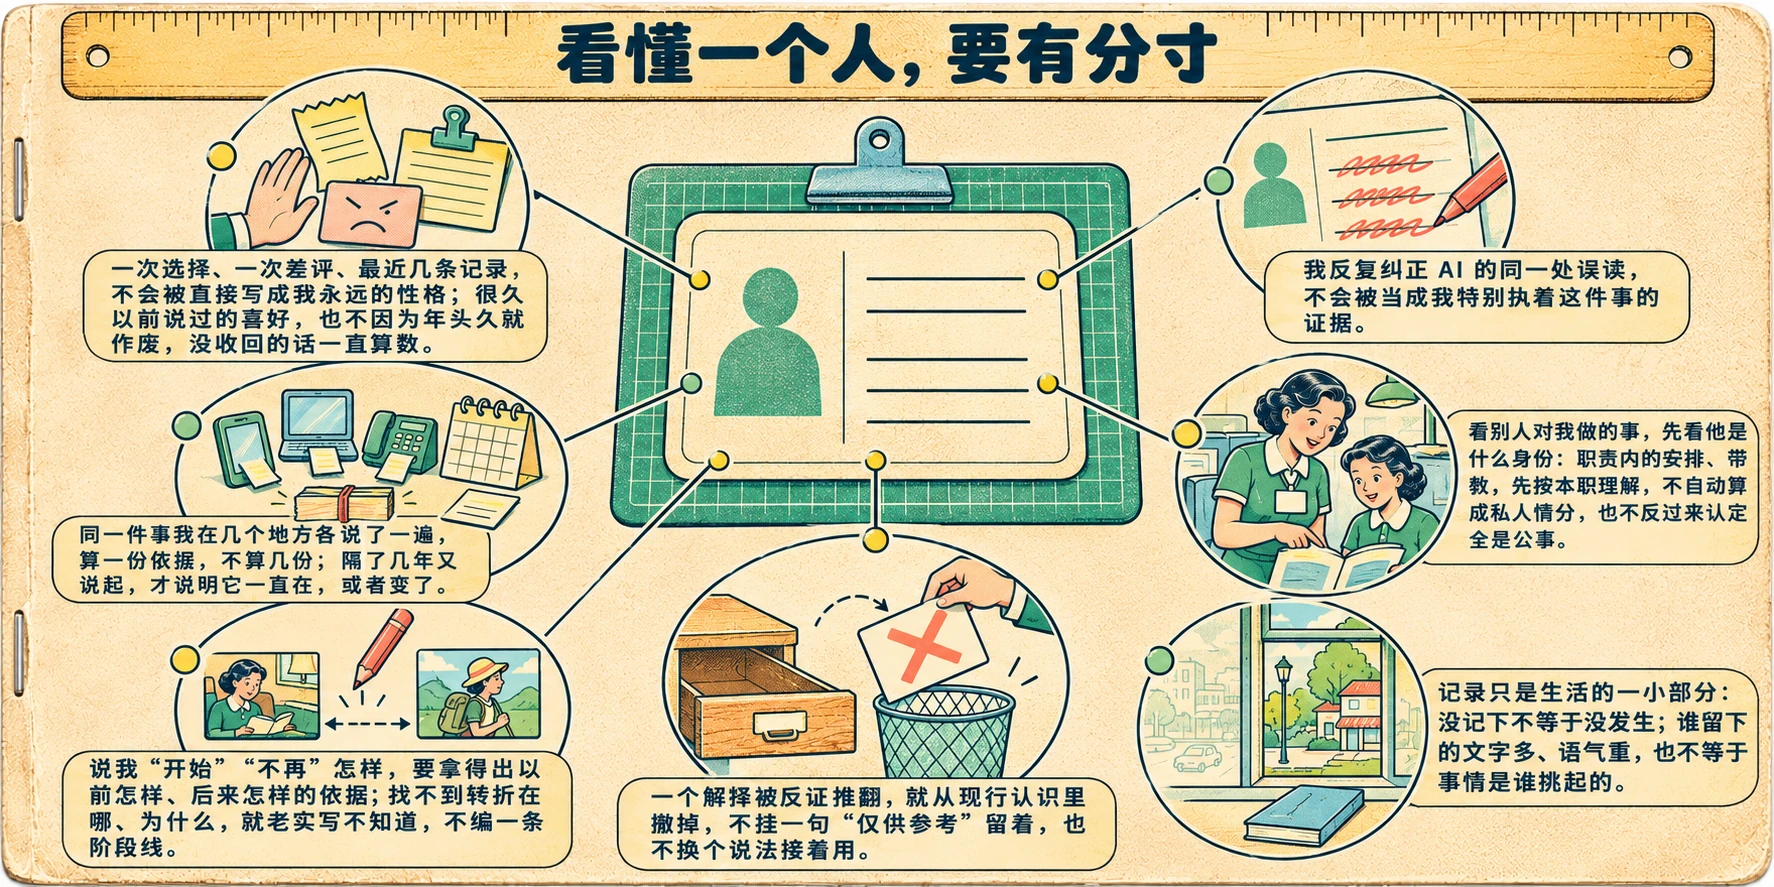 看懂一个人，要有分寸
一次选择、一次差评、最近几条记录，
不会被直接写成我永远的性格；很久
以前说过的喜好，也不因为年头久就
作废，没收回的话一直算数。
同一件事我在几个地方各说了一遍，
算一份依据，不算几份；隔了几年又
说起，才说明它一直在，或者变了。
说我“开始”“不再”怎样，要拿得出以
前怎样、后来怎样的依据；找不到转折在
哪、为什么，就老实写不知道，不编一条
阶段线。
一个解择被反证推翻，就从现行认识里
撤掉，不挂一句“仅供参考”留着，也
不换个说法接着用。
我反复纠正 AI 的同一处误读，
不会被当成我特别执着这件事的
证据。
看别人对我做的事，先看他是
什么身份：职责内的安排、带
教，先按本职理解，不自动算
成私人情分，也不反过来认定
全是公事。
记录只是生活的一小部分：
没记下不等于没发生；谁留下
的文字多、语气重，也不等于
事情是谁挑起的。